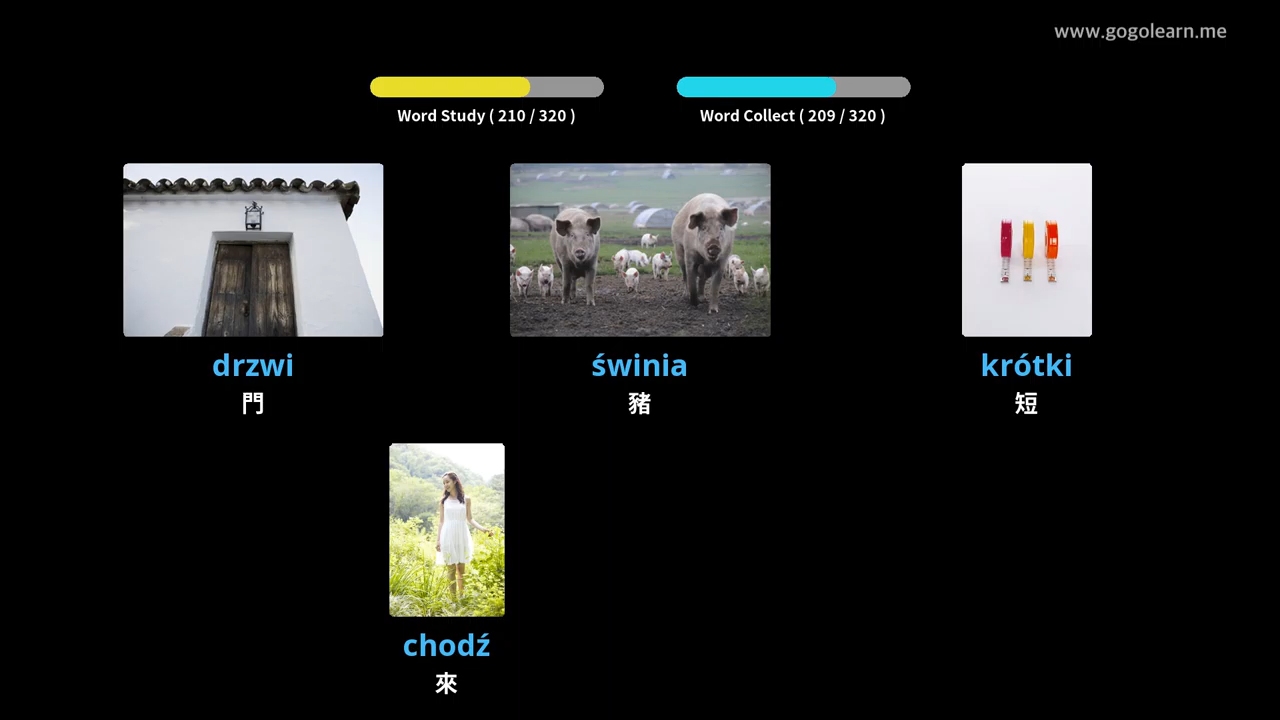 www.gogolearn.me
Word Study ( 210 / 320 )
Word Collect ( 209 / 320 )
drzwi
門
świnia
豬
krótki
短
chodź
來